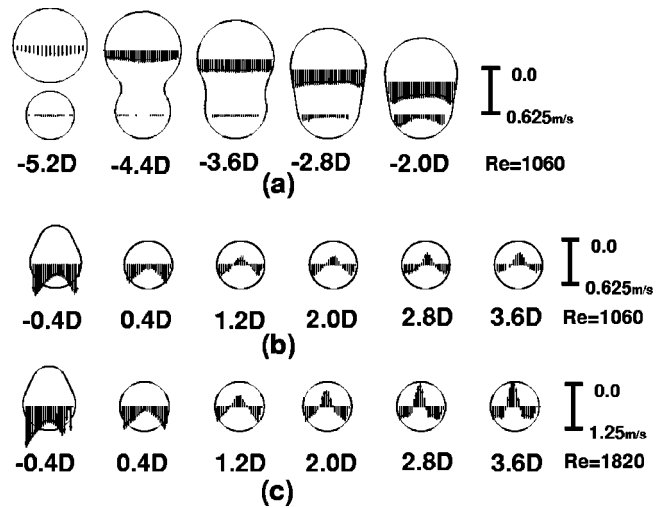 0.0
0.625m/s
-5.2D -4.4D -3.6D -2.8D -2.0D Re=1060
(a)
0.0
0.625m/s
-0.4D 0.4D 1.2D 2.0D 2.8D 3.6D Re=1060
(b)
0.0
1.25m/s
-0.4D 0.4D 1.2D 2.0D 2.8D 3.6D Re=1820
(c)